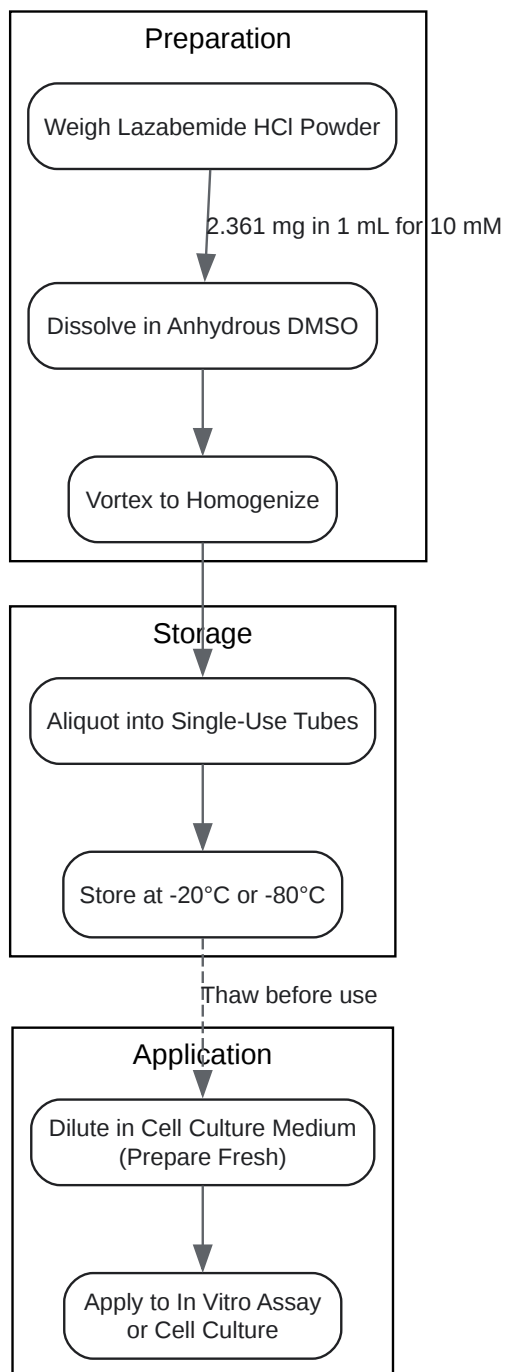 Preparation
Weigh Lazabemide HCl Powder
2.361 mg in 1 mL for 10 mM
Dissolve in Anhydrous DMSO
Vortex to Homogenize
Storage
Aliquot into Single-Use Tubes
Store at -20°C or -80°C
Thaw before use
Application
Dilute in Cell Culture Medium
(Prepare Fresh)
Apply to In Vitro Assay
or Cell Culture